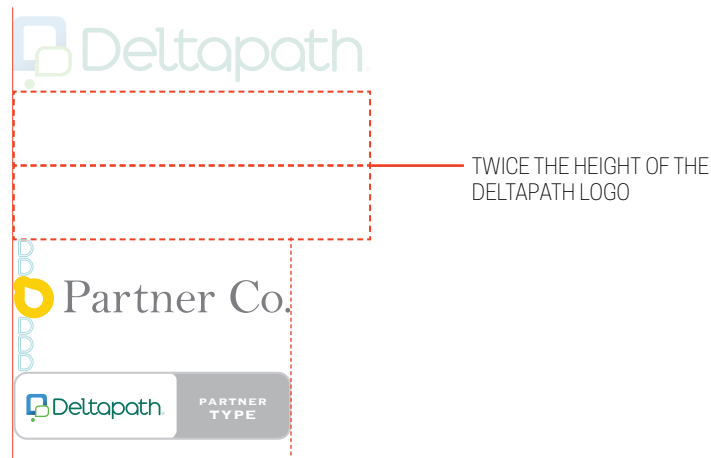 Deltapath
TWICE THE HEIGHT OF THE
DELTAPATH LOGO
D
D
Partner Co.
D
D
D
Deltapath
PARTNER
TYPE